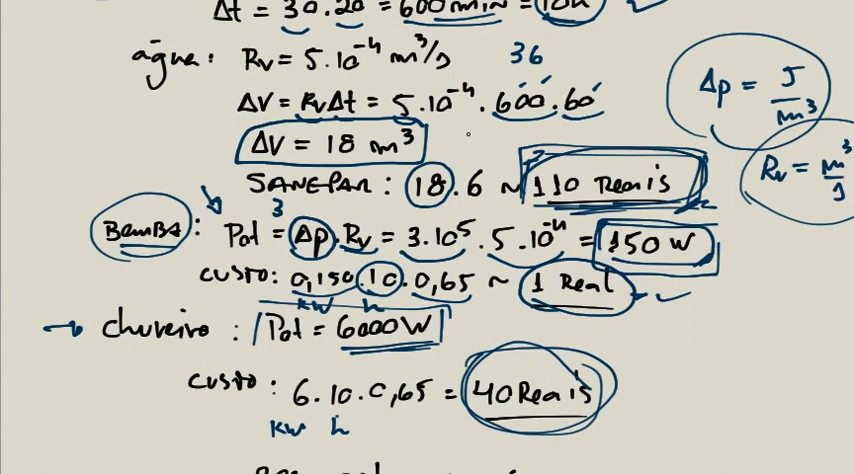 Δt = 30.20 = 600 min = 10h
água: Rv = 5.10⁻⁴ m³/s
36
ΔV = RvΔt = 5.10⁻⁴.600.60
Δp = J/m³
ΔV = 18 m³
Rv = m³/s
SANEPAR: 18.6 ~ 110 Reais
3
BOMBA: Pot = Δp.Rv = 3.10⁵.5.10⁻⁴ = 150 W
custo: 0,150.10.0,65 ~ 1 Real
kW h
→ chuveiro: Pot = 6000W
custo: 6.10.0,65 = 40 Reais
kW h